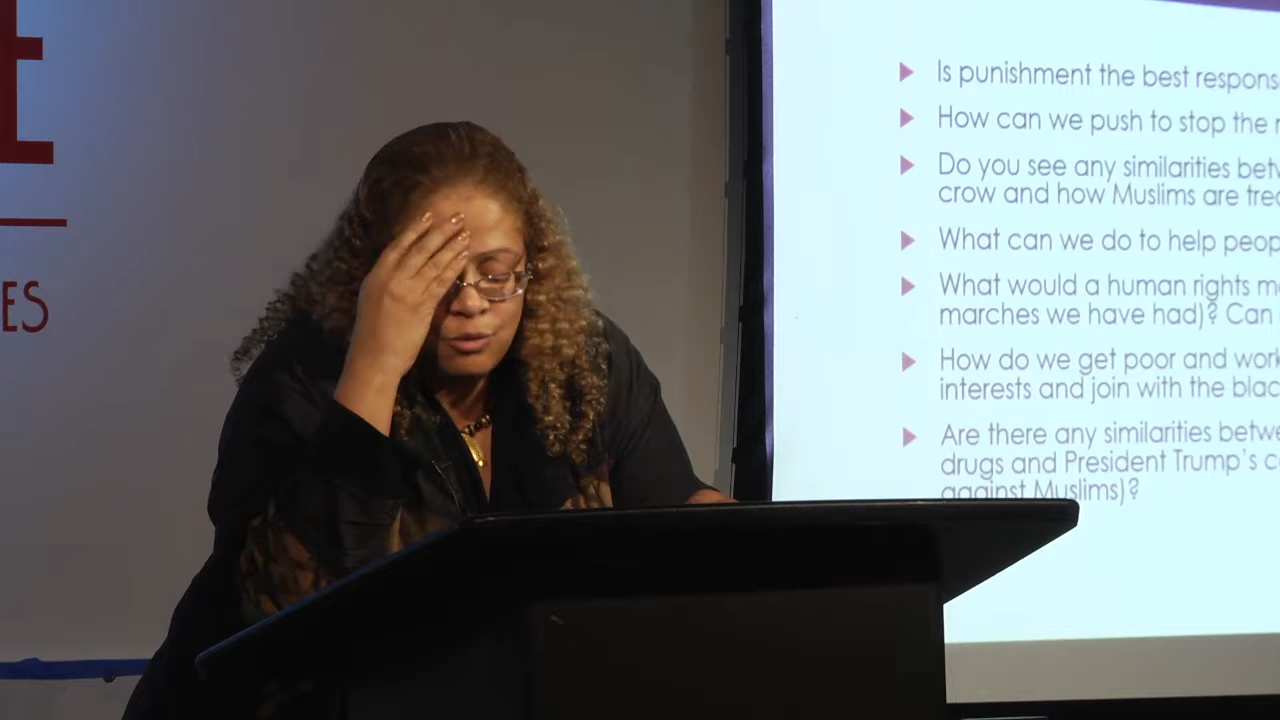 E
ES
Is punishment the best respons
How can we push to stop the
Do you see any similarities betw
crow and how Muslims are trea
What can we do to help peop
What would a human rights m
marches we have had)? Can
How do we get poor and work
interests and join with the blac
Are there any similarities betwe
drugs and President Trump's c
against Muslims)?